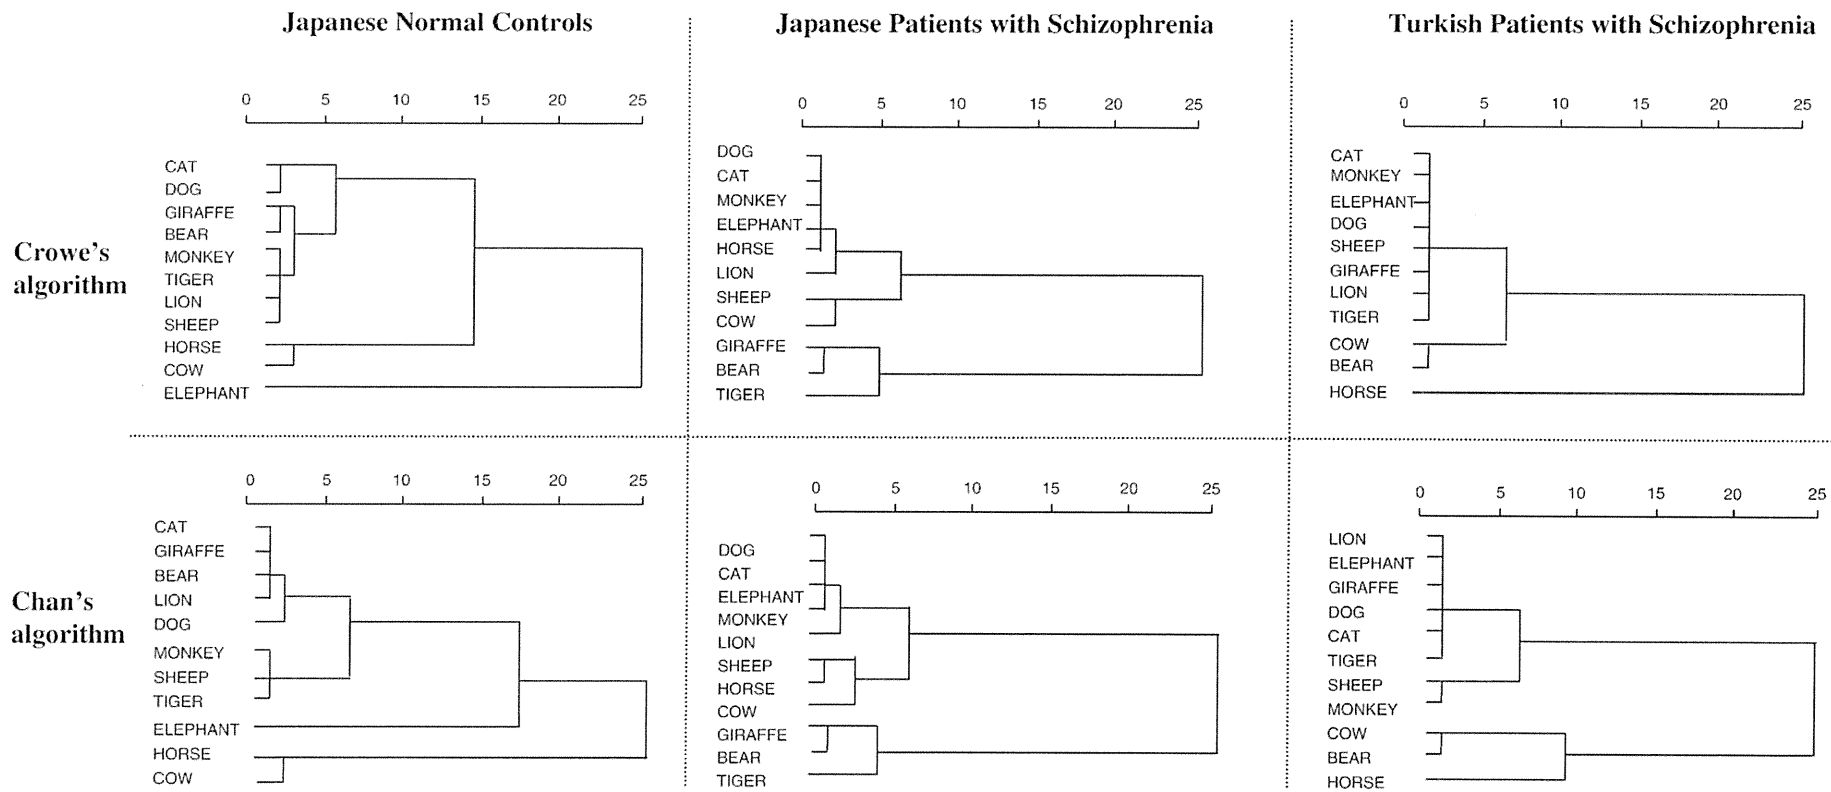 Japanese Normal Controls
Japanese Patients with Schizophrenia
Turkish Patients with Schizophrenia
Crowe's
algorithm
0 5 10 15 20 25
CAT
DOG
GIRAFFE
BEAR
MONKEY
TIGER
LION
SHEEP
HORSE
COW
ELEPHANT
0 5 10 15 20 25
DOG
CAT
MONKEY
ELEPHANT
HORSE
LION
SHEEP
COW
GIRAFFE
BEAR
TIGER
0 5 10 15 20 25
CAT
MONKEY
ELEPHANT
DOG
SHEEP
GIRAFFE
LION
TIGER
COW
BEAR
HORSE
Chan's
algorithm
0 5 10 15 20 25
CAT
GIRAFFE
BEAR
LION
DOG
MONKEY
SHEEP
TIGER
ELEPHANT
HORSE
COW
0 5 10 15 20 25
DOG
CAT
ELEPHANT
MONKEY
LION
SHEEP
HORSE
COW
GIRAFFE
BEAR
TIGER
0 5 10 15 20 25
LION
ELEPHANT
GIRAFFE
DOG
CAT
TIGER
SHEEP
MONKEY
COW
BEAR
HORSE